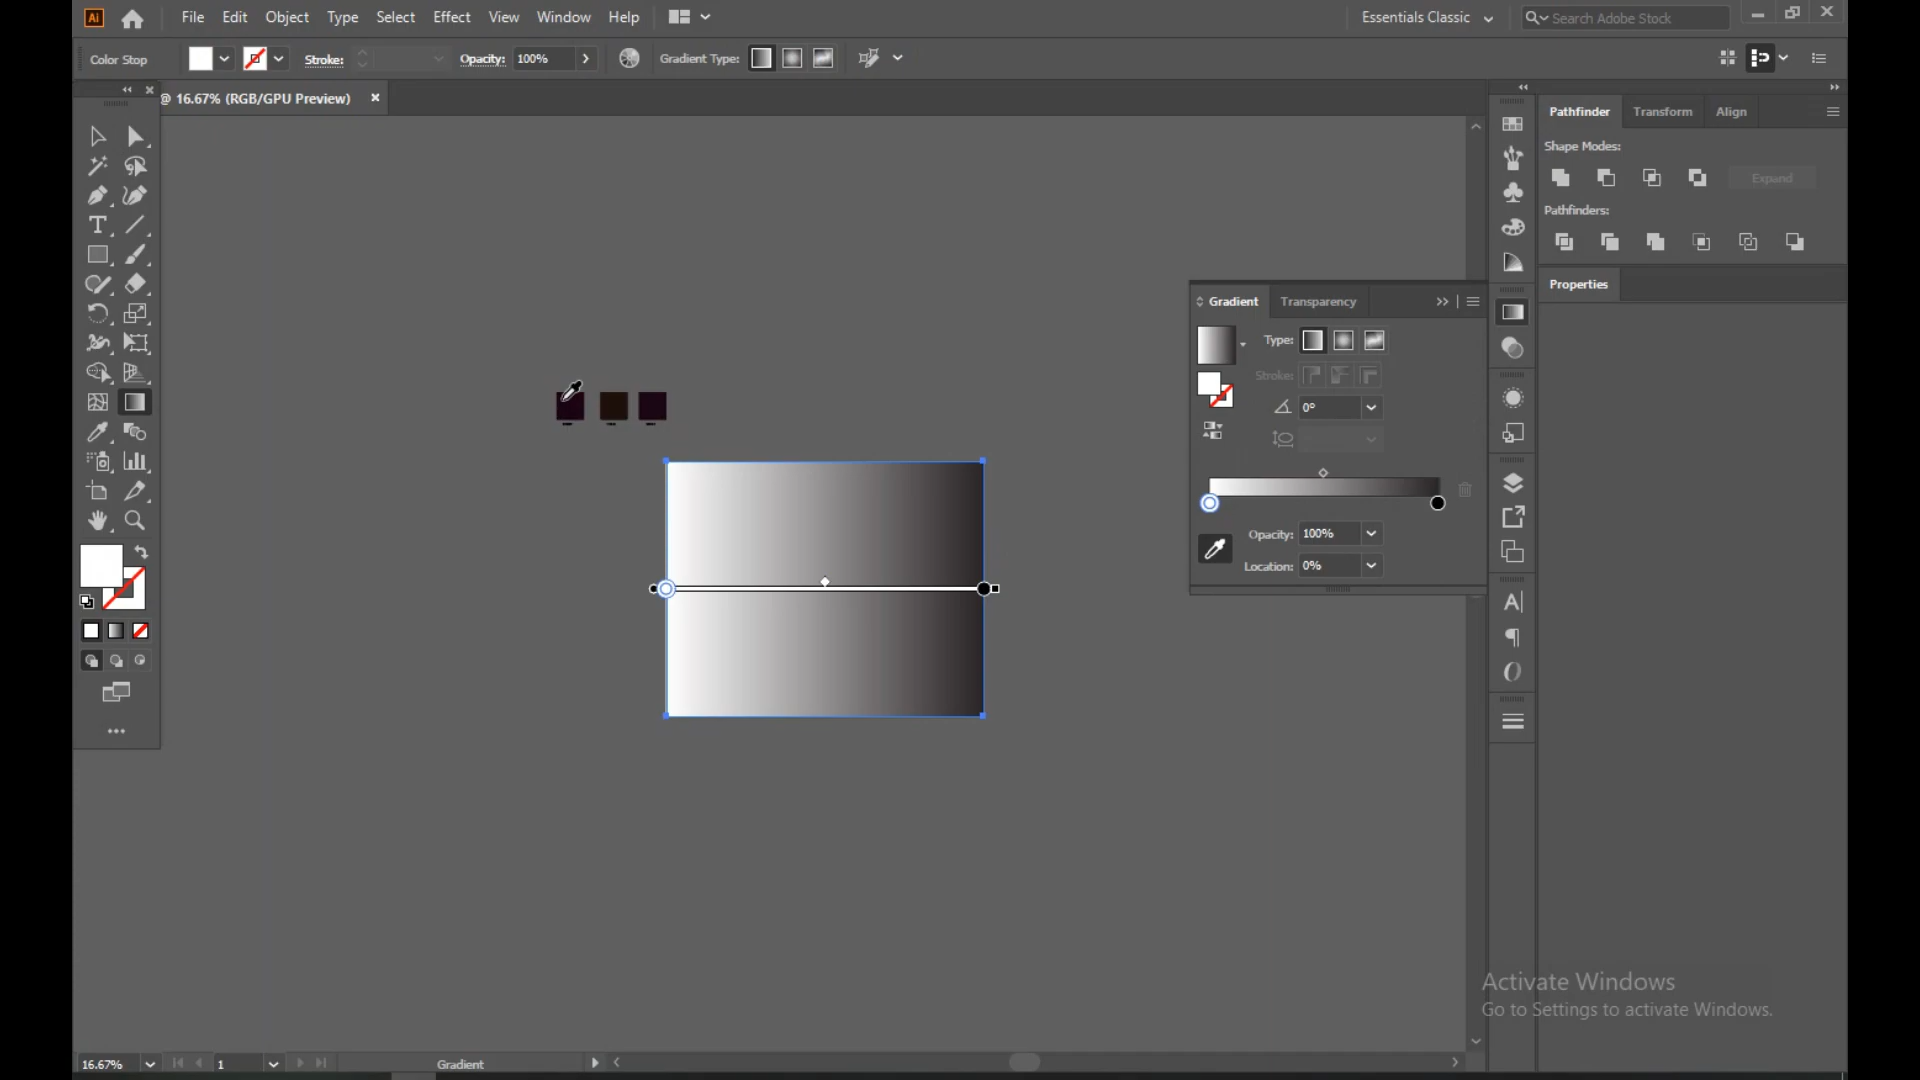 Ai File Edit Object Type Select Effect View Window Help Essentials Classic Search Adobe Stock
Color Stop Stroke: Opacity: 100% Gradient Type:
@ 16.67% (RGB/GPU Preview)
Pathfinder Transform Align
Shape Modes:
Expand
Pathfinders:
Properties
Gradient Transparency
Type:
Stroke:
0°
Opacity: 100%
Location: 0%
Activate Windows
Go to Settings to activate Windows.
16.67% 1 Gradient